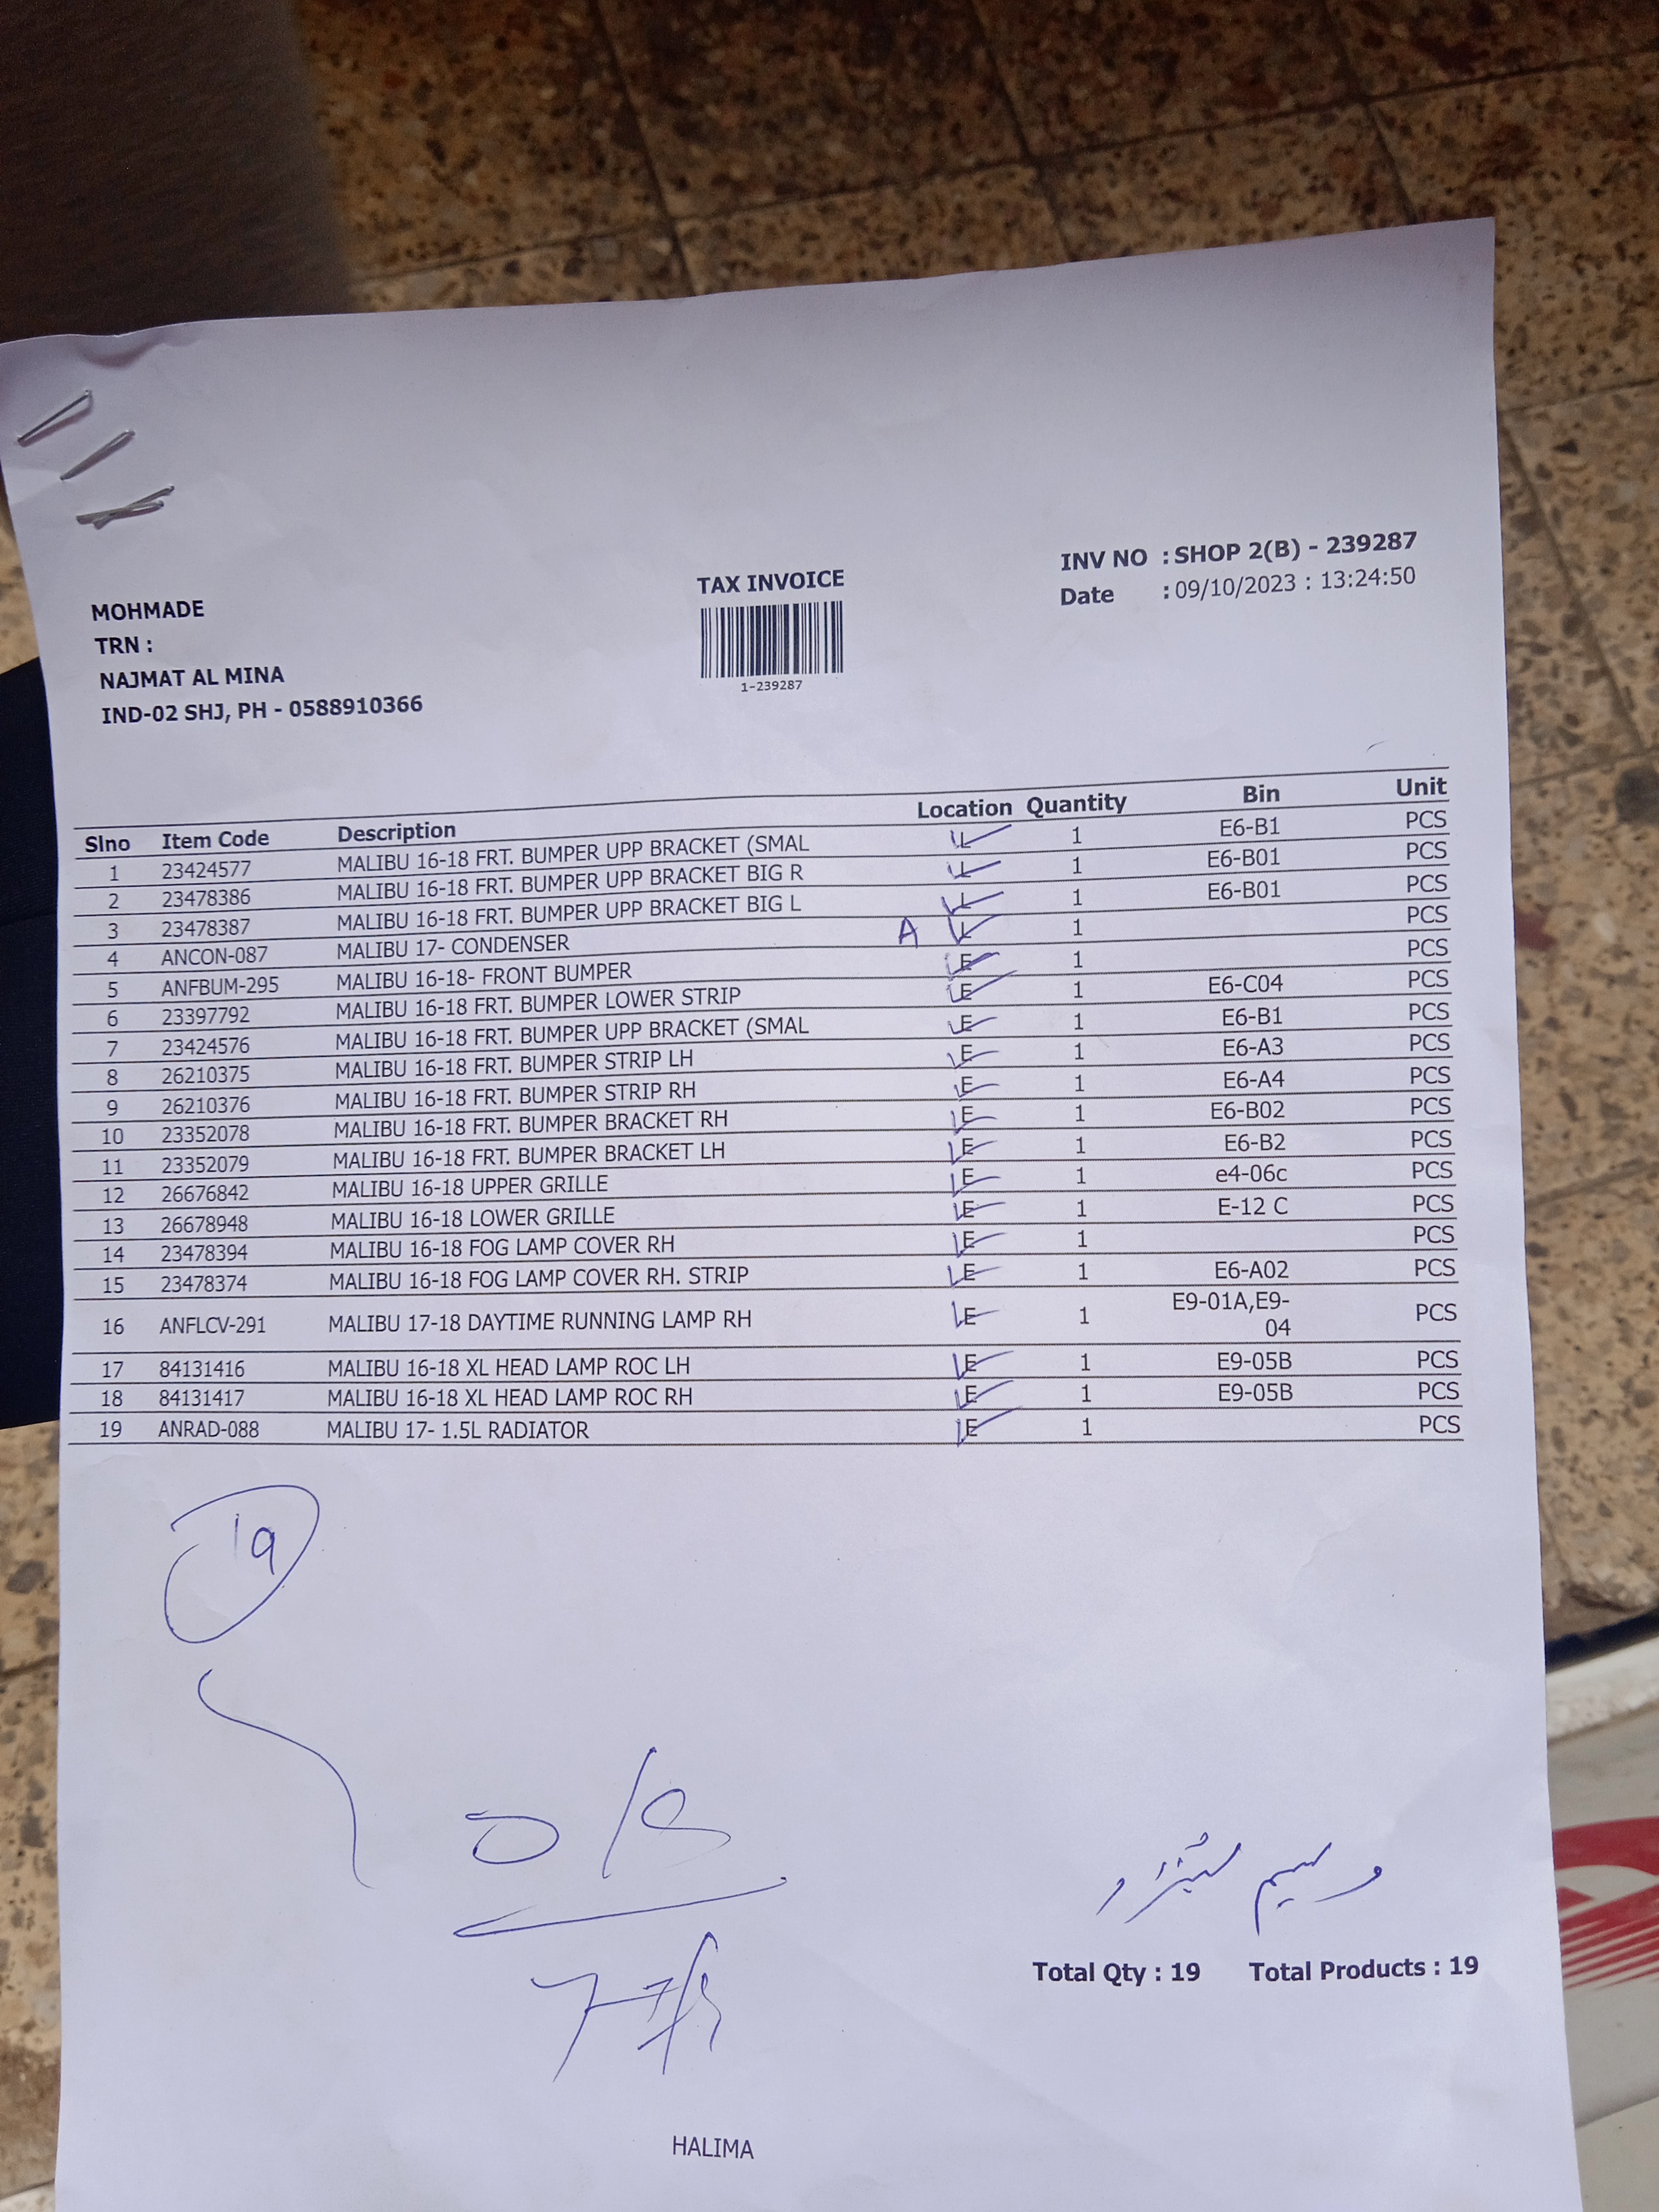 INV NO : SHOP 2(B) - 239287
Date : 09/10/2023 : 13:24:50
TAX INVOICE
1-239287
MOHMADE
TRN :
NAJMAT AL MINA
IND-02 SHJ, PH - 0588910366
Slno Item Code Description Location Quantity Bin Unit
1 23424577 MALIBU 16-18 FRT. BUMPER UPP BRACKET (SMAL 1 E6-B1 PCS
2 23478386 MALIBU 16-18 FRT. BUMPER UPP BRACKET BIG R 1 E6-B01 PCS
3 23478387 MALIBU 16-18 FRT. BUMPER UPP BRACKET BIG L 1 E6-B01 PCS
4 ANCON-087 MALIBU 17- CONDENSER A 1 PCS
5 ANFBUM-295 MALIBU 16-18- FRONT BUMPER E 1 PCS
6 23397792 MALIBU 16-18 FRT. BUMPER LOWER STRIP E 1 E6-C04 PCS
7 23424576 MALIBU 16-18 FRT. BUMPER UPP BRACKET (SMAL E 1 E6-B1 PCS
8 26210375 MALIBU 16-18 FRT. BUMPER STRIP LH E 1 E6-A3 PCS
9 26210376 MALIBU 16-18 FRT. BUMPER STRIP RH E 1 E6-A4 PCS
10 23352078 MALIBU 16-18 FRT. BUMPER BRACKET RH E 1 E6-B02 PCS
11 23352079 MALIBU 16-18 FRT. BUMPER BRACKET LH E 1 E6-B2 PCS
12 26676842 MALIBU 16-18 UPPER GRILLE E 1 e4-06c PCS
13 26678948 MALIBU 16-18 LOWER GRILLE E 1 E-12 C PCS
14 23478394 MALIBU 16-18 FOG LAMP COVER RH E 1 PCS
15 23478374 MALIBU 16-18 FOG LAMP COVER RH. STRIP E 1 E6-A02 PCS
16 ANFLCV-291 MALIBU 17-18 DAYTIME RUNNING LAMP RH E 1 E9-01A,E9-
04 PCS
17 84131416 MALIBU 16-18 XL HEAD LAMP ROC LH E 1 E9-05B PCS
18 84131417 MALIBU 16-18 XL HEAD LAMP ROC RH E 1 E9-05B PCS
19 ANRAD-088 MALIBU 17- 1.5L RADIATOR E 1 PCS
19
وسیم
Total Qty : 19 Total Products : 19
HALIMA